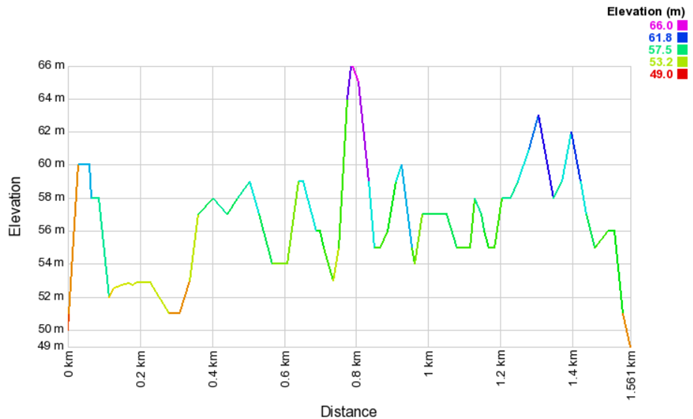 Elevation (m)
66.0
61.8
57.5
53.2
49.0
66 m
64 m
62 m
60 m
58 m
56 m
54 m
52 m
50 m
49 m
Elevation
0 km
0.2 km
0.4 km
0.6 km
0.8 km
1 km
1.2 km
1.4 km
1.561 km
Distance